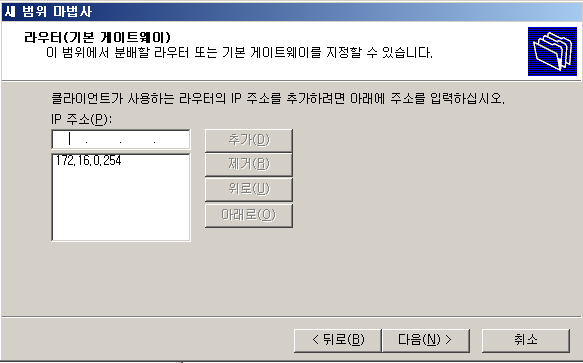 새 범위 마법사
라우터(기본 게이트웨이)
이 범위에서 분배할 라우터 또는 기본 게이트웨이를 지정할 수 있습니다.
클라이언트가 사용하는 라우터의 IP 주소를 추가하려면 아래에 주소를 입력하십시오.
IP 주소(P):
. . .
추가(D)
172.16.0.254
제거(R)
위로(U)
아래로(O)
< 뒤로(B)
다음(N) >
취소